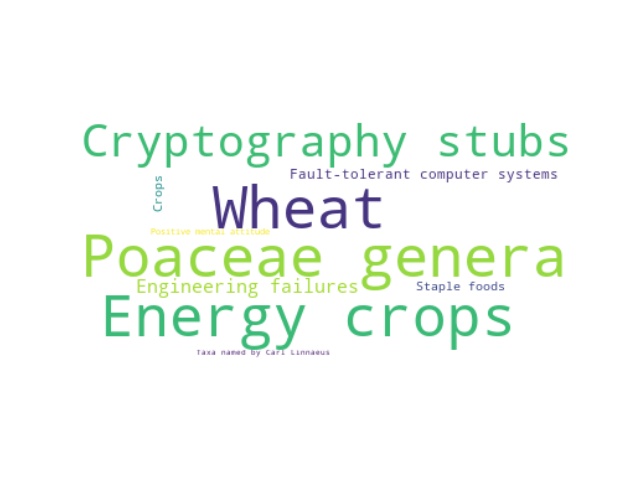 Cryptography stubs
Fault-tolerant computer systems
Crops
Wheat
Positive mental attitude
Poaceae genera
Engineering failures
Staple foods
Energy crops
Taxa named by Carl Linnaeus